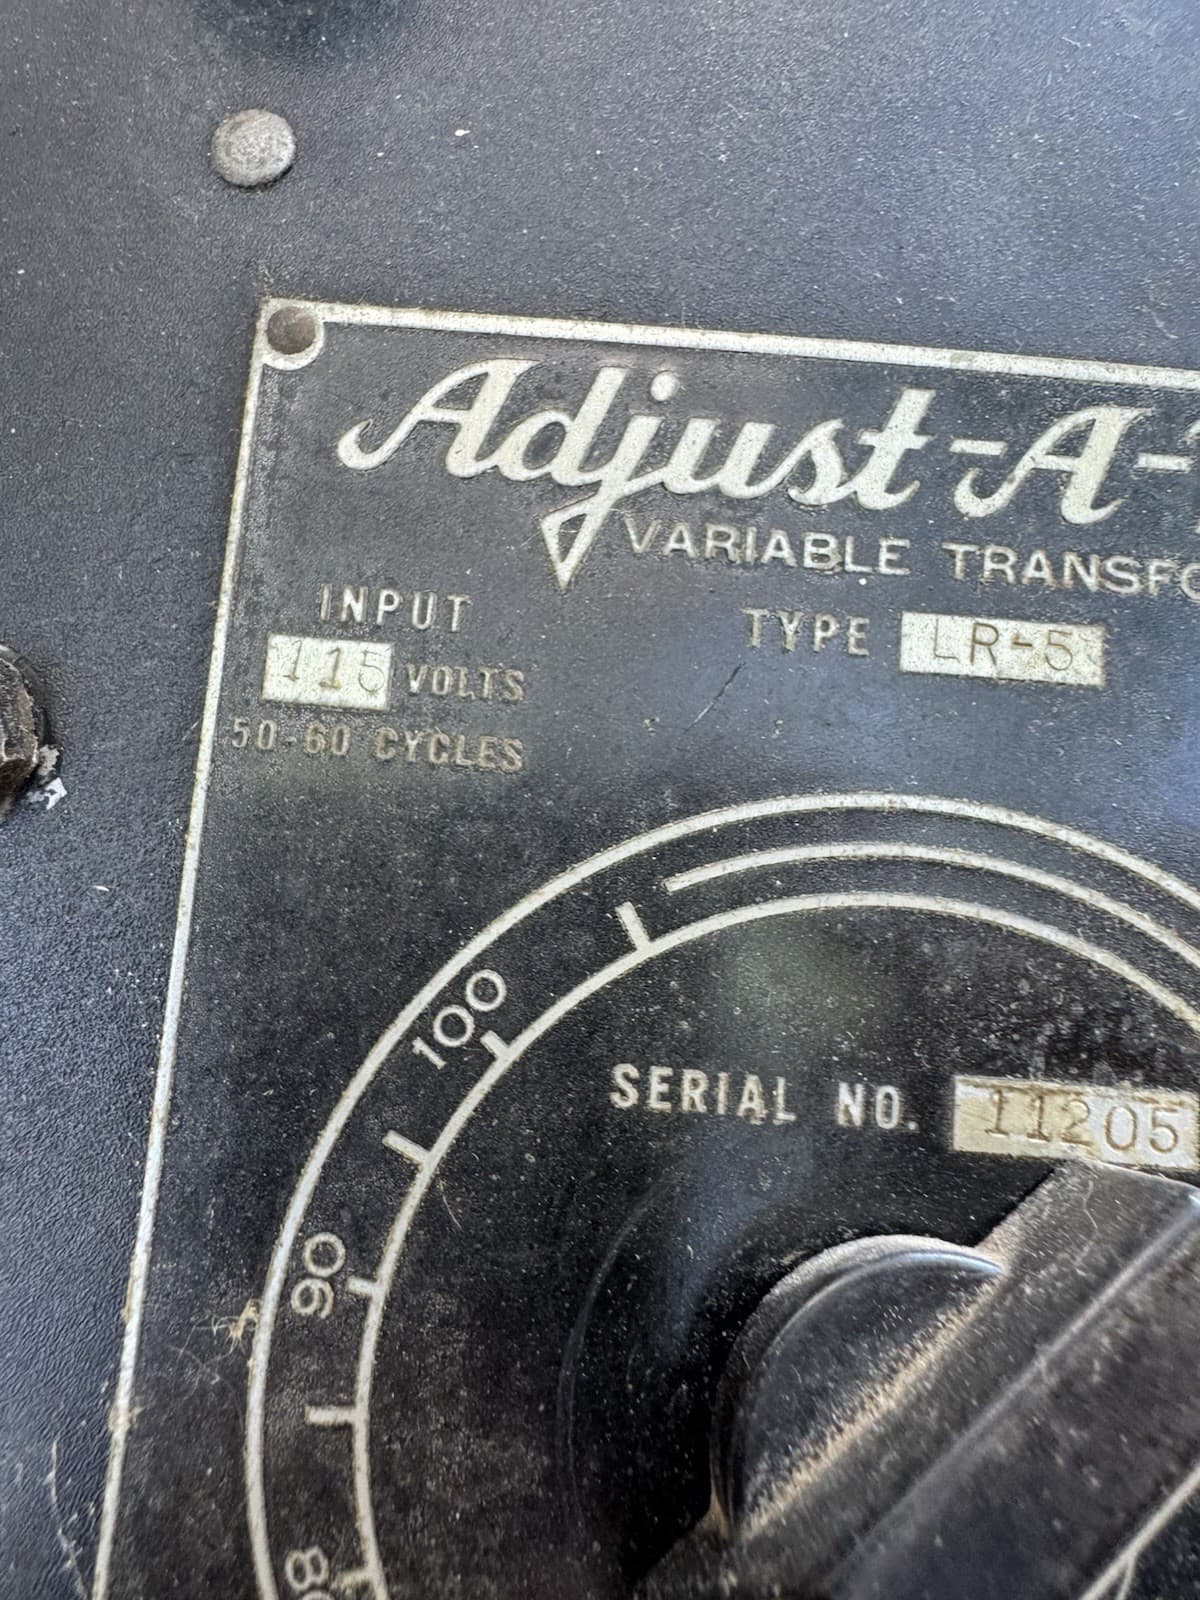 Adjust-A-
VARIABLE TRANSFO
INPUT
115 VOLTS
50-60 CYCLES
TYPE LR-5
100
90
SERIAL NO. 11205